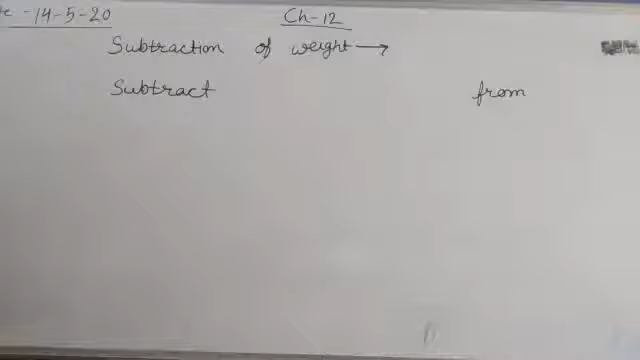 -14-5-20
Ch-12
Subtraction of weight →
Subtract from